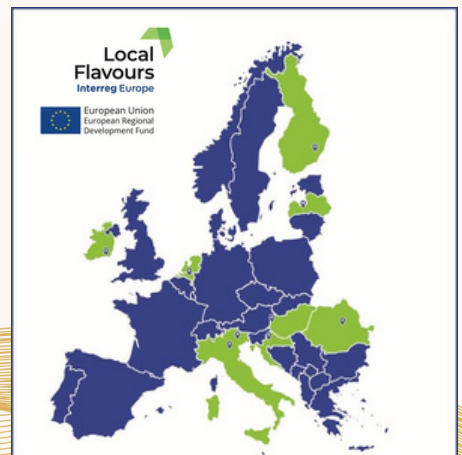 Local
Flavours
Interreg Europe
European Union
European Regional
Development Fund